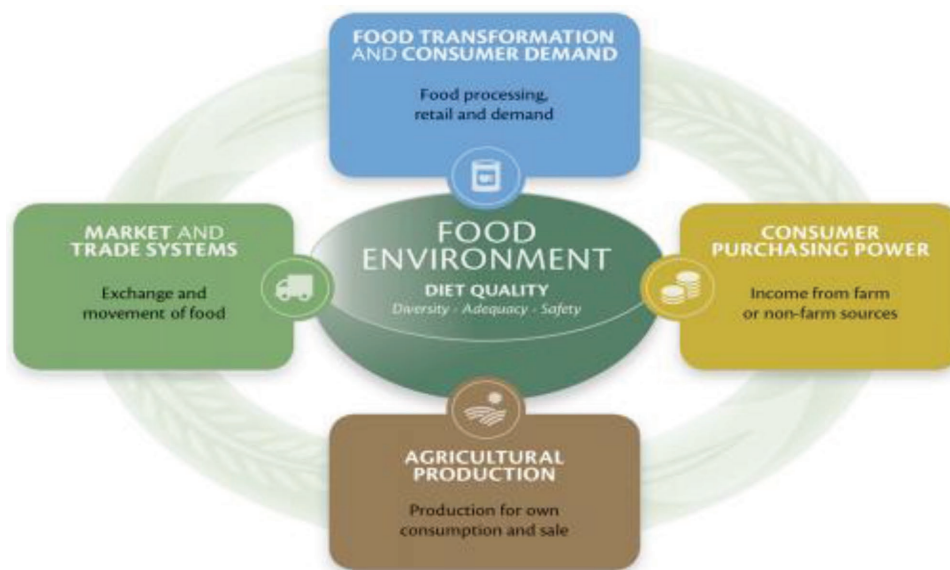 FOOD TRANSFORMATION
AND CONSUMER DEMAND
Food processing,
retail and demand
MARKET AND
TRADE SYSTEMS
Exchange and
movement of food
FOOD
ENVIRONMENT
DIET QUALITY
Diversity - Adequacy - Safety
CONSUMER
PURCHASING POWER
Income from farm
or non-farm sources
AGRICULTURAL
PRODUCTION
Production for own
consumption and sale